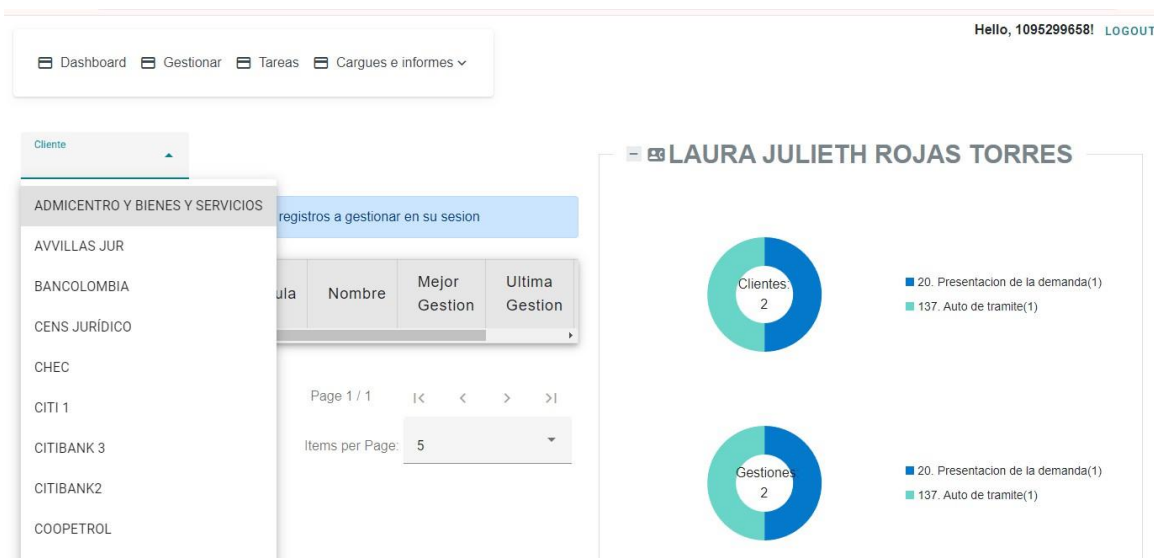 Hello, 1095299658! LOGOUT
Dashboard Gestionar Tareas Cargues e informes
Cliente
ADMICENTRO Y BIENES Y SERVICIOS
AVVILLAS JUR
BANCOLOMBIA
CENS JURÍDICO
CHEC
CITI 1
CITIBANK 3
CITIBANK2
COOPETROL
registros a gestionar en su sesion
ula Nombre Mejor Gestion Ultima Gestion
Page 1 / 1
Items per Page: 5
LAURA JULIETH ROJAS TORRES
Clientes:
2
20. Presentacion de la demanda(1)
137. Auto de tramite(1)
Gestiones
2
20. Presentacion de la demanda(1)
137. Auto de tramite(1)